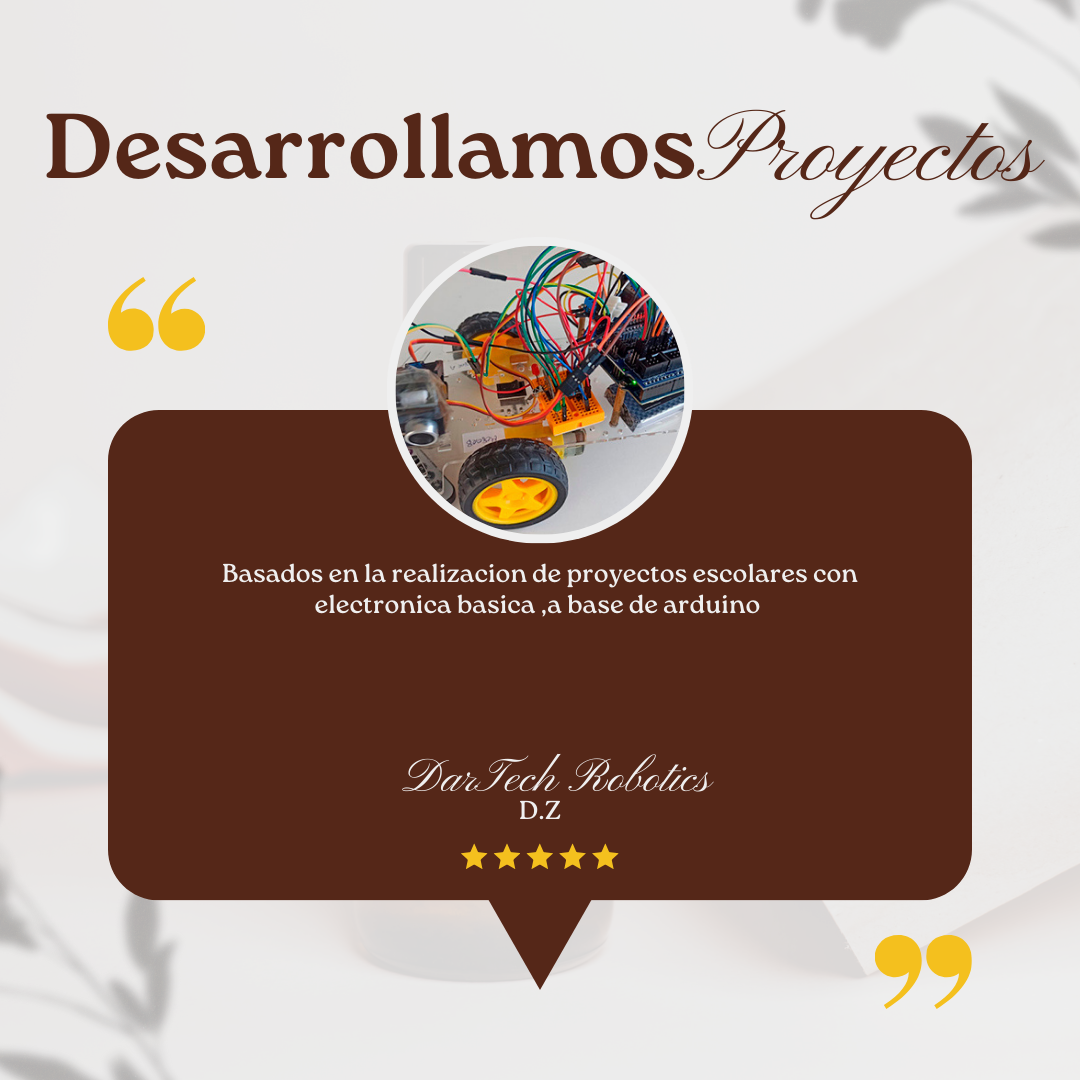 Desarrollamos Proyectos
Basados en la realizacion de proyectos escolares con
electronica basica ,a base de arduino
DarTech Robotics
D.Z